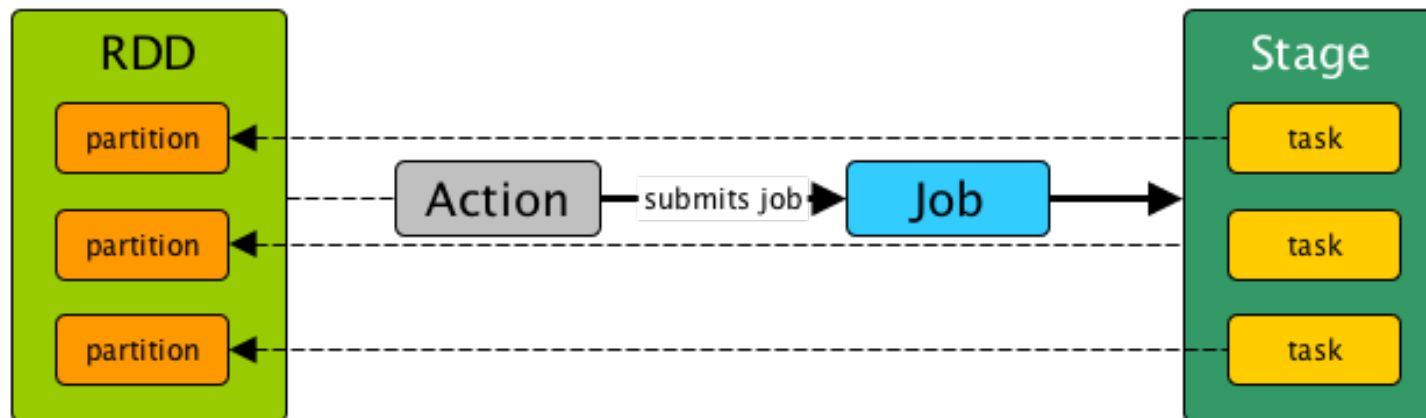 RDD
partition
partition
partition
Action
submits job
Job
Stage
task
task
task